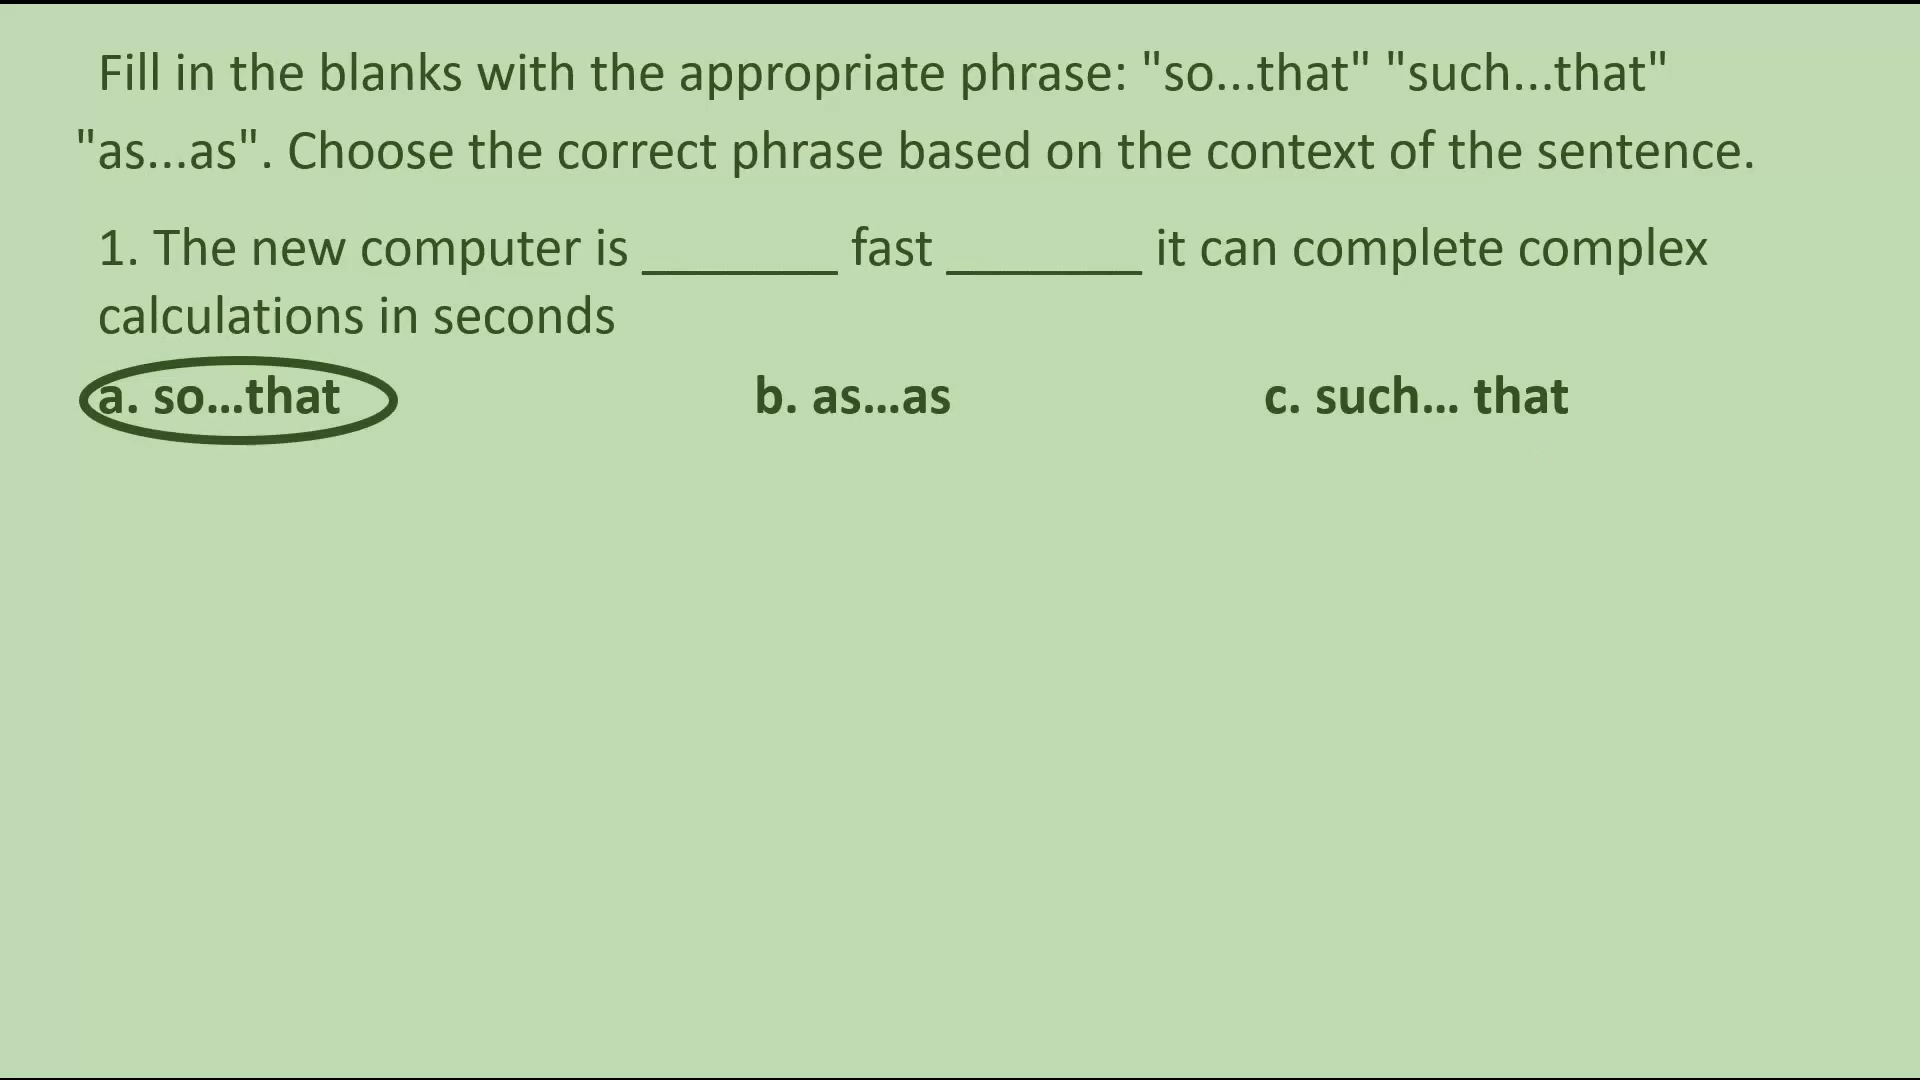 Fill in the blanks with the appropriate phrase: "so...that" "such...that"
"as...as". Choose the correct phrase based on the context of the sentence.
1. The new computer is _______ fast _______ it can complete complex
calculations in seconds
a. so...that b. as...as c. such... that